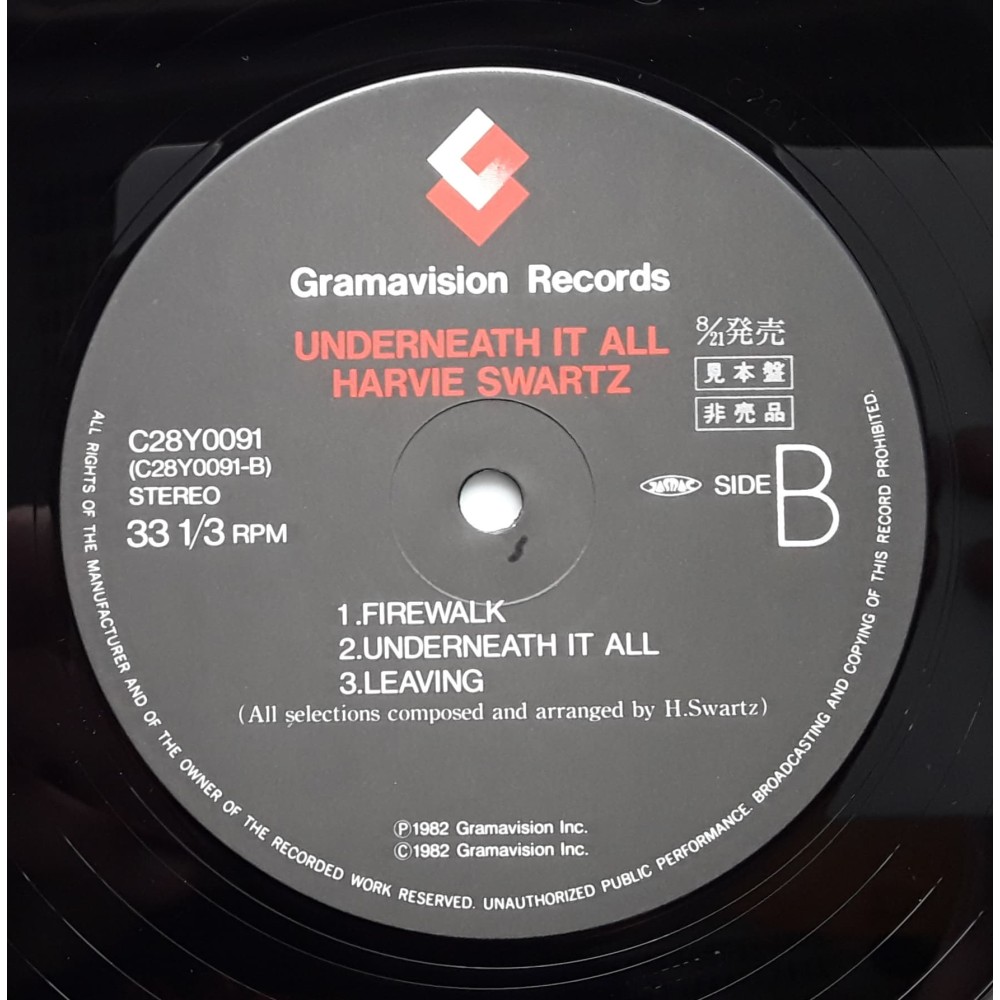 Gramavision Records
UNDERNEATH IT ALL
HARVIE SWARTZ
8/21発売
見本盤
非売品
C28Y0091
(C28Y0091-B)
STEREO
33 1/3 RPM
JASRAC
SIDE B
1.FIREWALK
2.UNDERNEATH IT ALL
3.LEAVING
(All selections composed and arranged by H.Swartz)
Ⓟ1982 Gramavision Inc.
©1982 Gramavision Inc.
ALL RIGHTS OF THE MANUFACTURER AND OF THE OWNER OF THE RECORDED WORK RESERVED. UNAUTHORIZED PUBLIC PERFORMANCE. BROADCASTING AND COPYING OF THIS RECORD PROHIBITED.